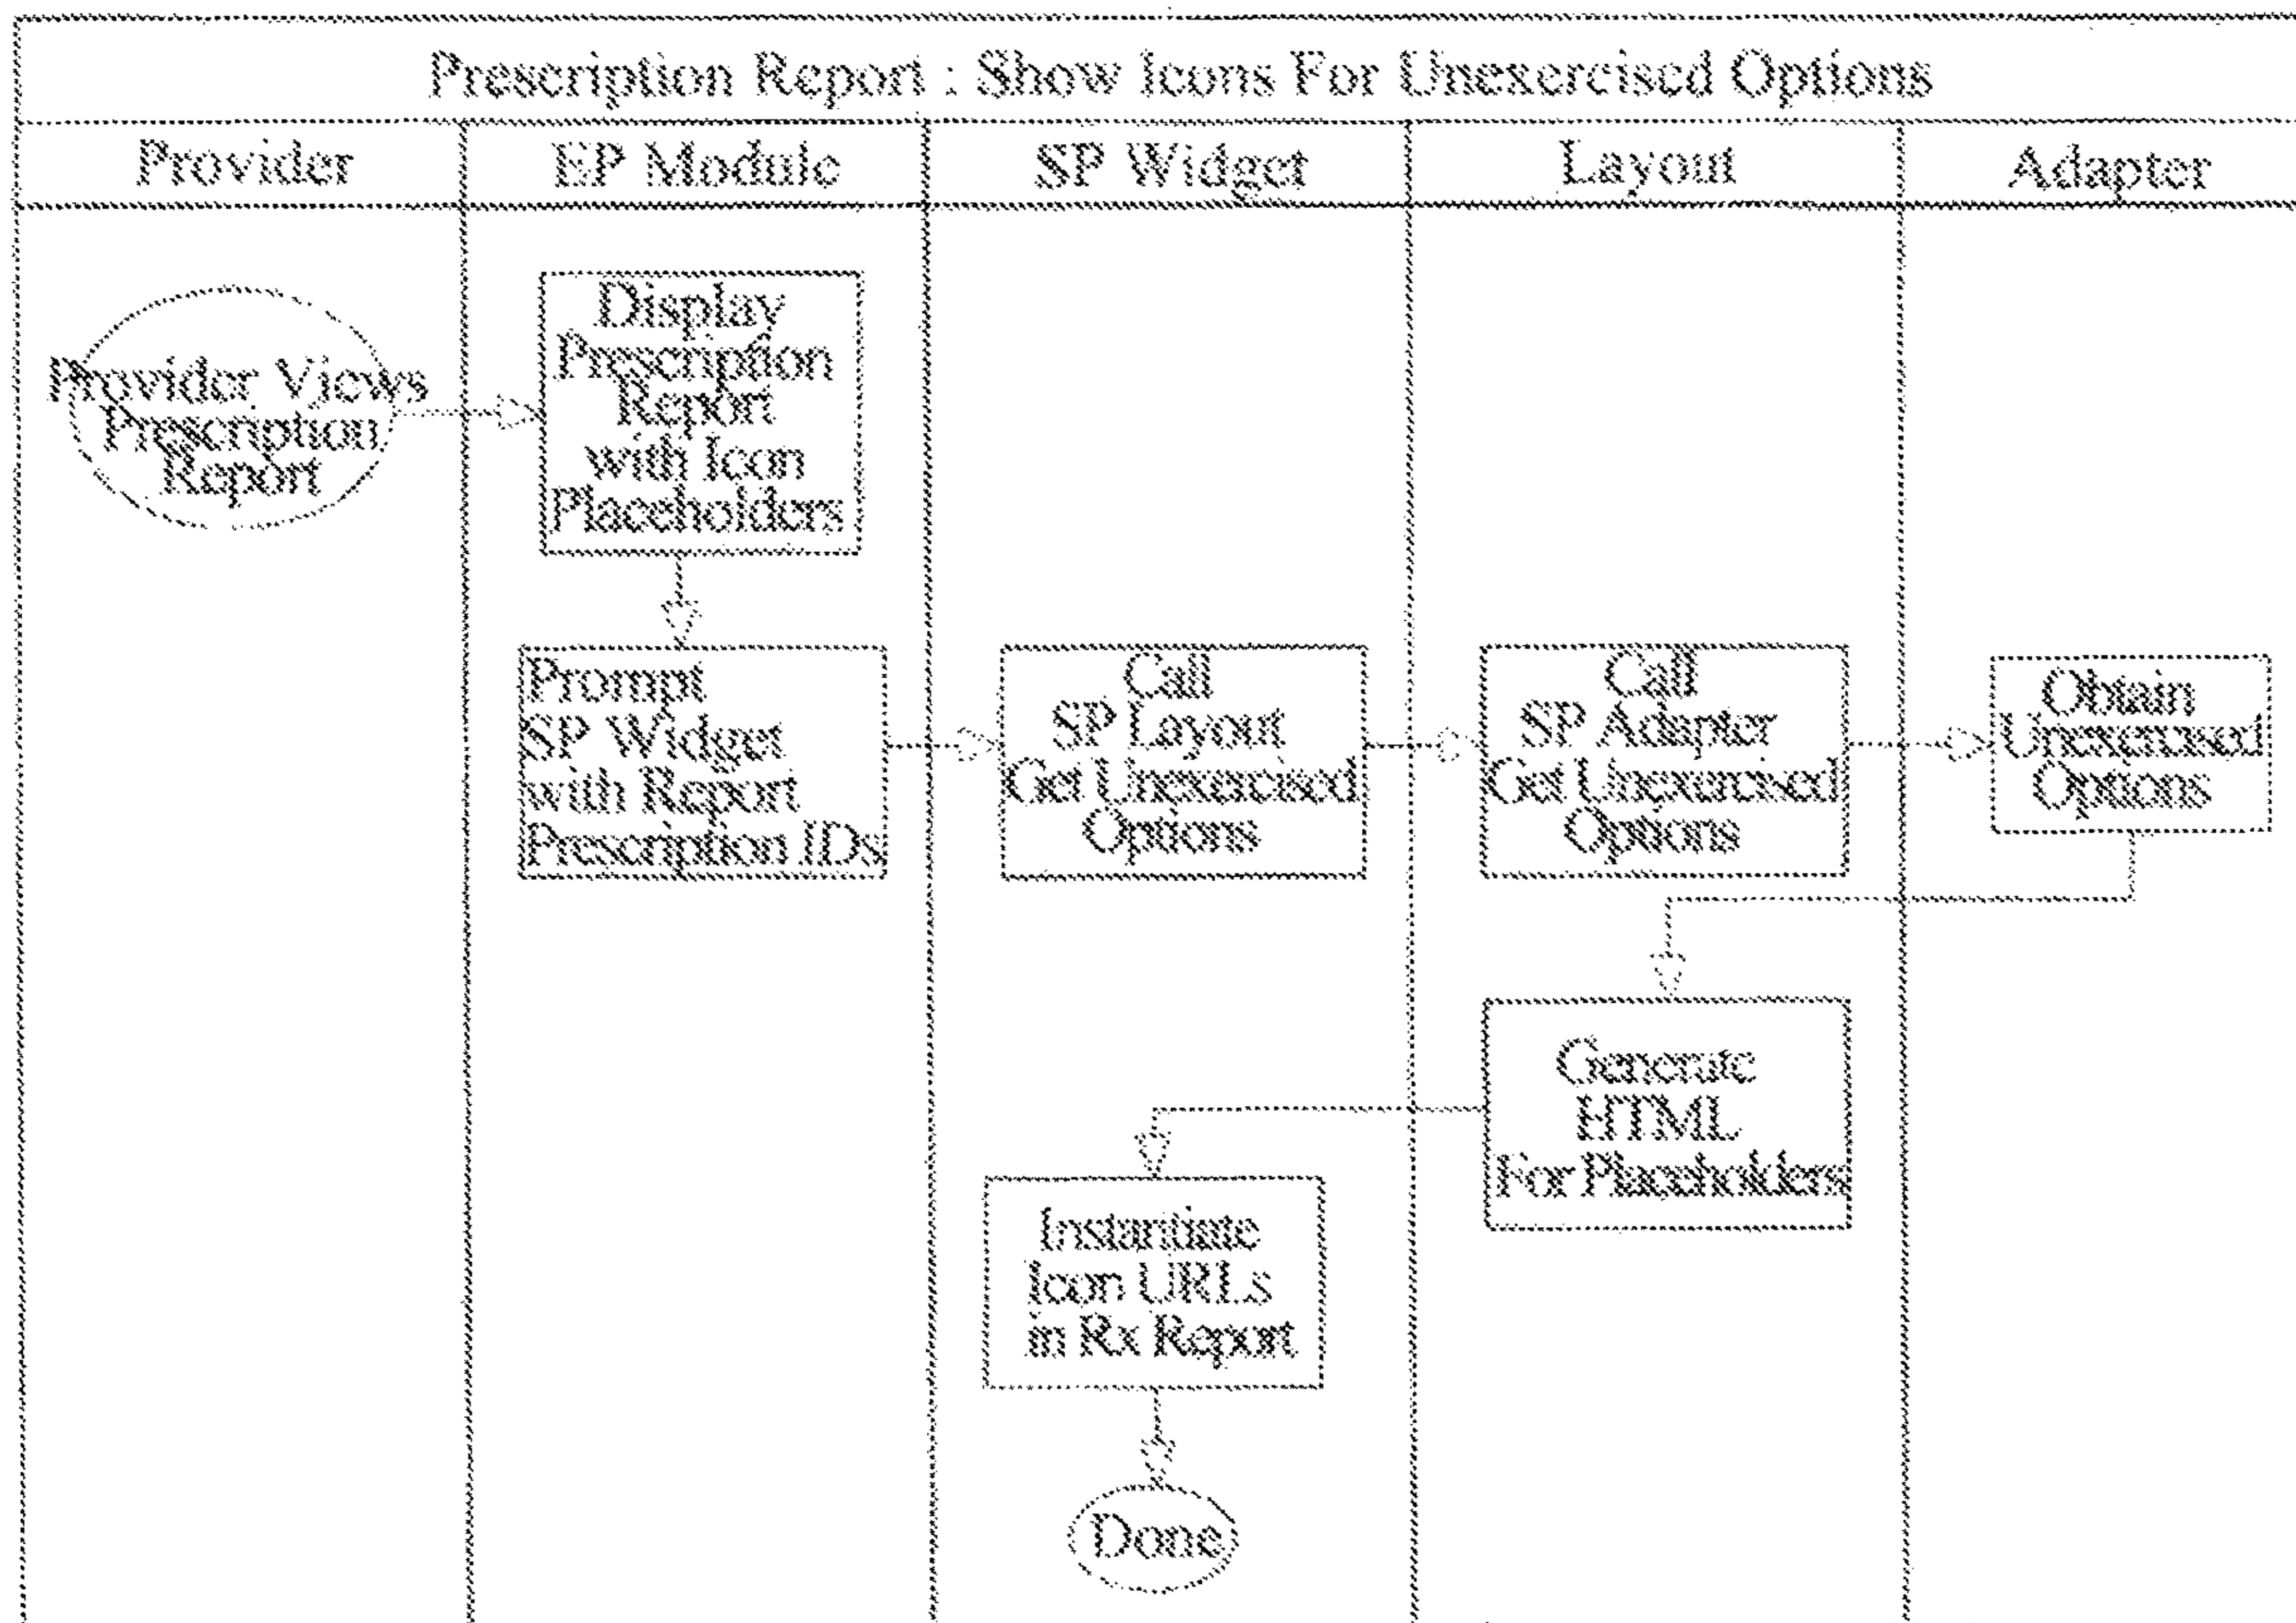 Prescription Report : Show Icons For Unexercised Options
Provider
EP Module
SP Widget
Layout
Adapter
Provider Views
Prescription
Report
Display
Prescription
Report
with Icon
Placeholders
Prompt
SP Widget
with Report
Prescription IDs
Call
SP Layout
Get Unexercised
Options
Call
SP Adapter
Get Unexercised
Options
Obtain
Unexercised
Options
Generate
HTML
For Placeholders
Instantiate
Icon URLs
in Rx Report
Done